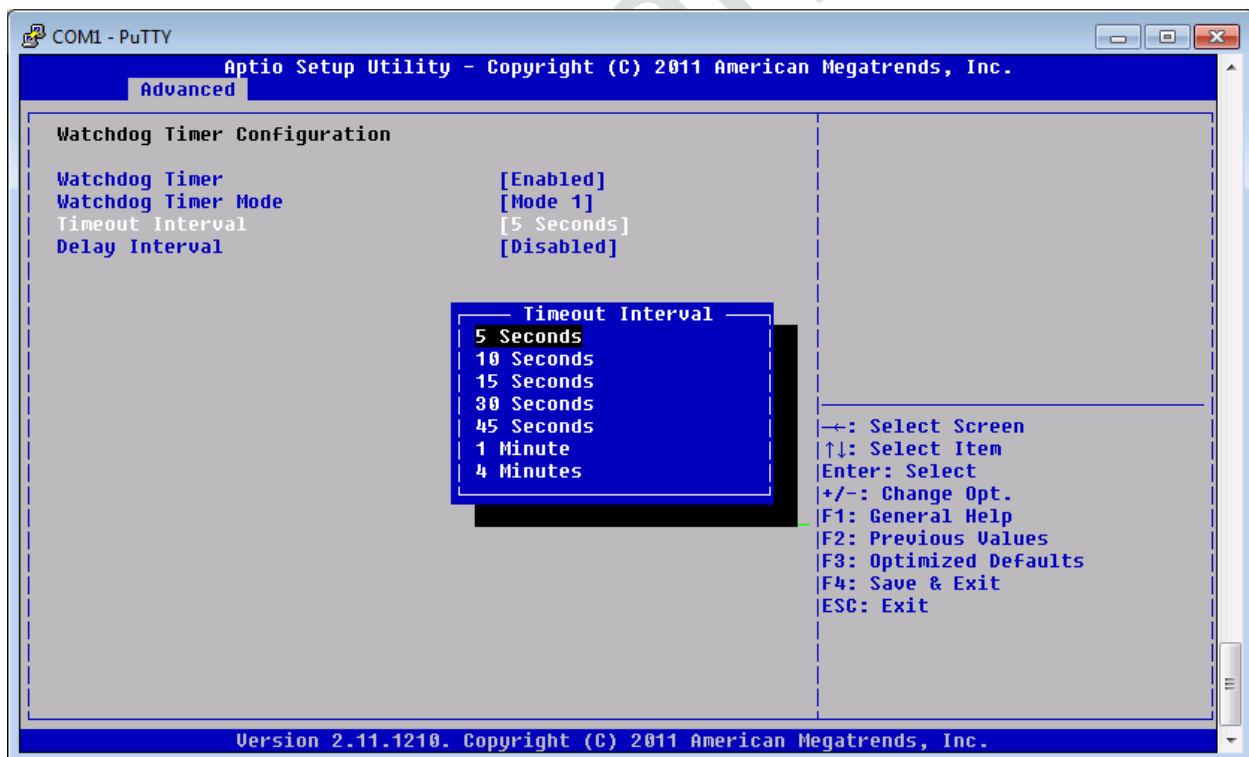 COM1 - PuTTY
Aptio Setup Utility - Copyright (C) 2011 American Megatrends, Inc.
Advanced
Watchdog Timer Configuration
Watchdog Timer [Enabled]
Watchdog Timer Mode [Mode 1]
Timeout Interval [5 Seconds]
Delay Interval [Disabled]
Timeout Interval
5 Seconds
10 Seconds
15 Seconds
30 Seconds
45 Seconds
1 Minute
4 Minutes
→←: Select Screen
↑↓: Select Item
Enter: Select
+/-: Change Opt.
F1: General Help
F2: Previous Values
F3: Optimized Defaults
F4: Save & Exit
ESC: Exit
Version 2.11.1210. Copyright (C) 2011 American Megatrends, Inc.